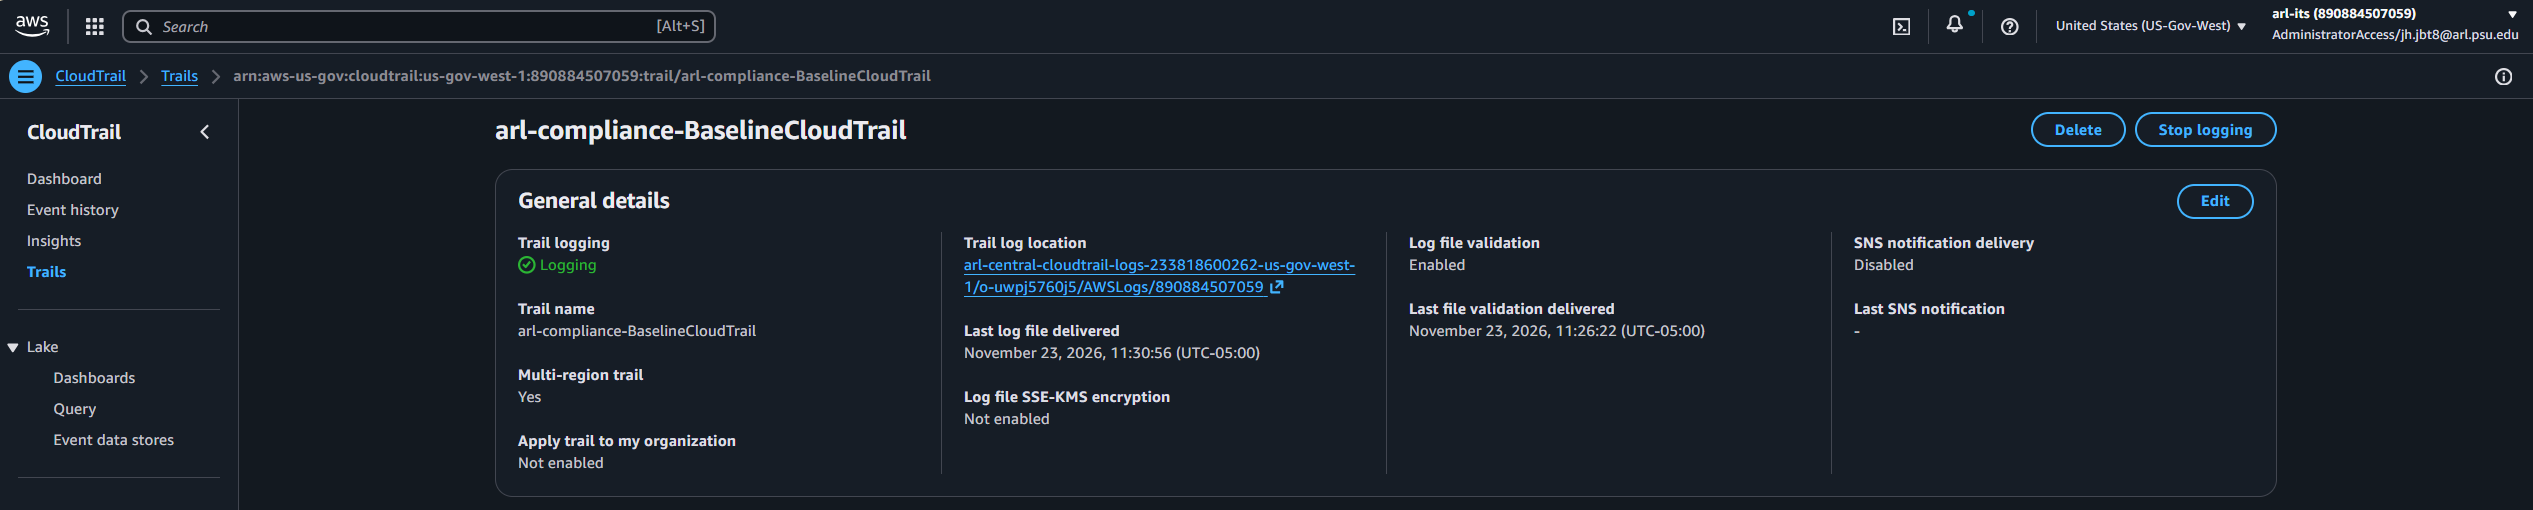 aws
Search
[Alt+S]
United States (US-Gov-West)
arl-its (890884507059)
AdministratorAccess/jh.jbt8@arl.psu.edu
CloudTrail
Trails
arn:aws-us-gov:cloudtrail:us-gov-west-1:890884507059:trail/arl-compliance-BaselineCloudTrail
CloudTrail
Dashboard
Event history
Insights
Trails
Lake
Dashboards
Query
Event data stores
arl-compliance-BaselineCloudTrail
Delete
Stop logging
General details
Edit
Trail logging
Logging
Trail name
arl-compliance-BaselineCloudTrail
Multi-region trail
Yes
Apply trail to my organization
Not enabled
Trail log location
arl-central-cloudtrail-logs-233818600262-us-gov-west-
1/o-uwpj5760j5/AWSLogs/890884507059
Last log file delivered
November 23, 2026, 11:30:56 (UTC-05:00)
Log file SSE-KMS encryption
Not enabled
Log file validation
Enabled
Last file validation delivered
November 23, 2026, 11:26:22 (UTC-05:00)
SNS notification delivery
Disabled
Last SNS notification
-